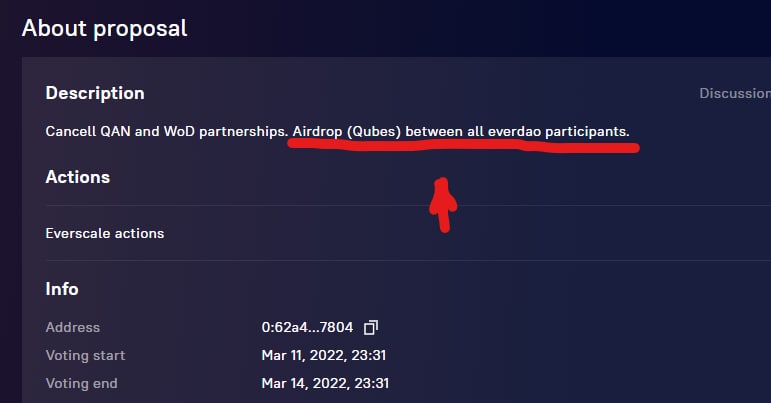 About proposal
Description
Discussion
Cancell QAN and WoD partnerships. Airdrop (Qubes) between all everdao participants.
Actions
Everscale actions
Info
Address 0:62a4...7804
Voting start Mar 11, 2022, 23:31
Voting end Mar 14, 2022, 23:31